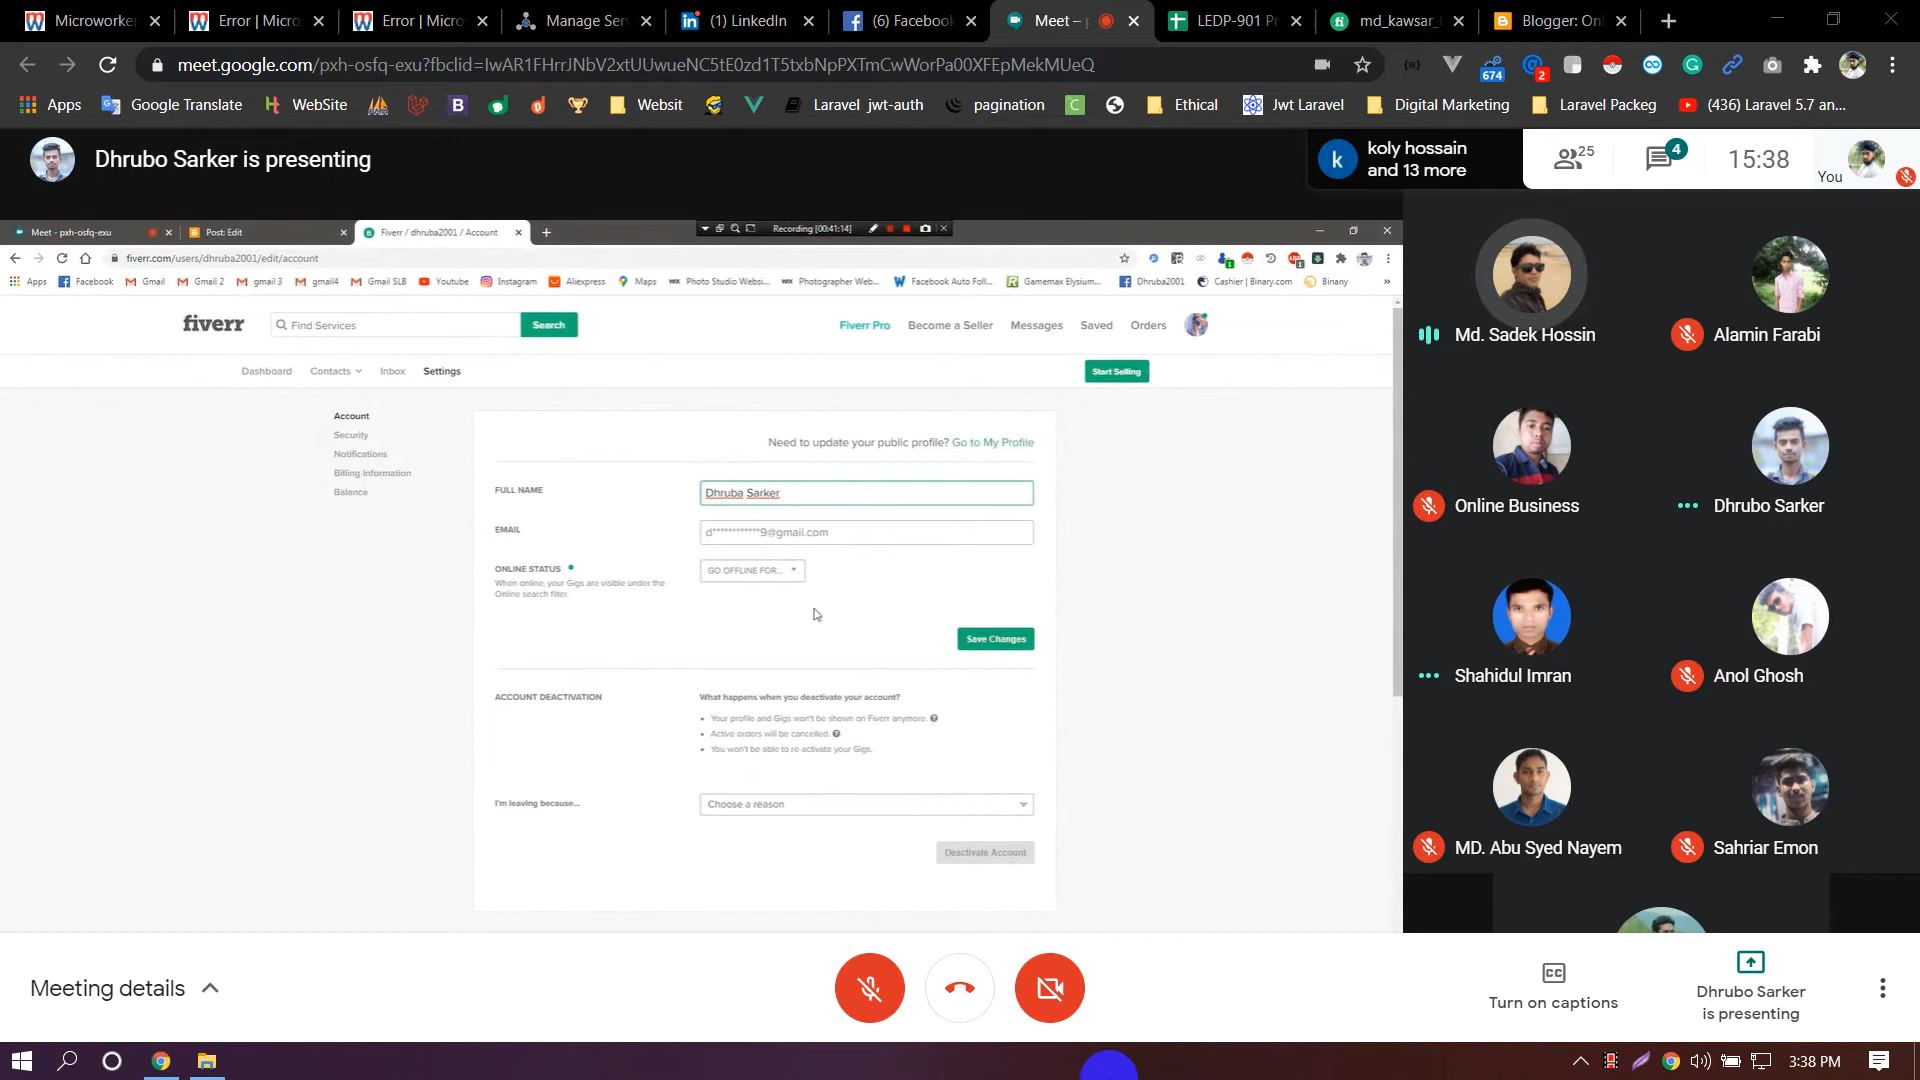 Microworker
Error | Micro
Error | Micro
Manage Ser
(1) LinkedIn
(6) Facebook
Meet –
LEDP-901 P
md_kawsar_
Blogger: On
meet.google.com/pxh-osfq-exu?fbclid=IwAR1FHrrJNbV2xtUUwueNC5tE0zd1T5txbNpPXTmCwWorPa00XFEpMekMUeQ
674
2
Apps
Google Translate
WebSite
Websit
Laravel jwt-auth
pagination
Ethical
Jwt Laravel
Digital Marketing
Laravel Packeg
(436) Laravel 5.7 an...
Dhrubo Sarker is presenting
k
koly hossain
and 13 more
25
4
15:38
You
Meet - pxh-osfq-exu
Post: Edit
Fiverr / dhruba2001 / Account
Recording [00:41:14]
fiverr.com/users/dhruba2001/edit/account
Apps
Facebook
Gmail
Gmail 2
gmail 3
gmail4
Gmail SLB
Youtube
Instagram
Aliexpress
Maps
Photo Studio Websi...
Photographer Web...
Facebook Auto Foll...
Gamemax Elysium...
Dhruba2001
Cashier | Binary.com
Binany
»
fiverr
Find Services
Search
Fiverr Pro
Become a Seller
Messages
Saved
Orders
Dashboard
Contacts
Inbox
Settings
Start Selling
Account
Security
Notifications
Billing Information
Balance
Need to update your public profile? Go to My Profile
FULL NAME
Dhruba Sarker
EMAIL
d************9@gmail.com
ONLINE STATUS
When online, your Gigs are visible under the
Online search filter.
GO OFFLINE FOR...
Save Changes
ACCOUNT DEACTIVATION
What happens when you deactivate your account?
• Your profile and Gigs won't be shown on Fiverr anymore.
• Active orders will be cancelled.
• You won't be able to re-activate your Gigs.
I'm leaving because...
Choose a reason
Deactivate Account
Md. Sadek Hossin
Alamin Farabi
Online Business
Dhrubo Sarker
Shahidul Imran
Anol Ghosh
MD. Abu Syed Nayem
Sahriar Emon
Meeting details
Turn on captions
Dhrubo Sarker
is presenting
3:38 PM